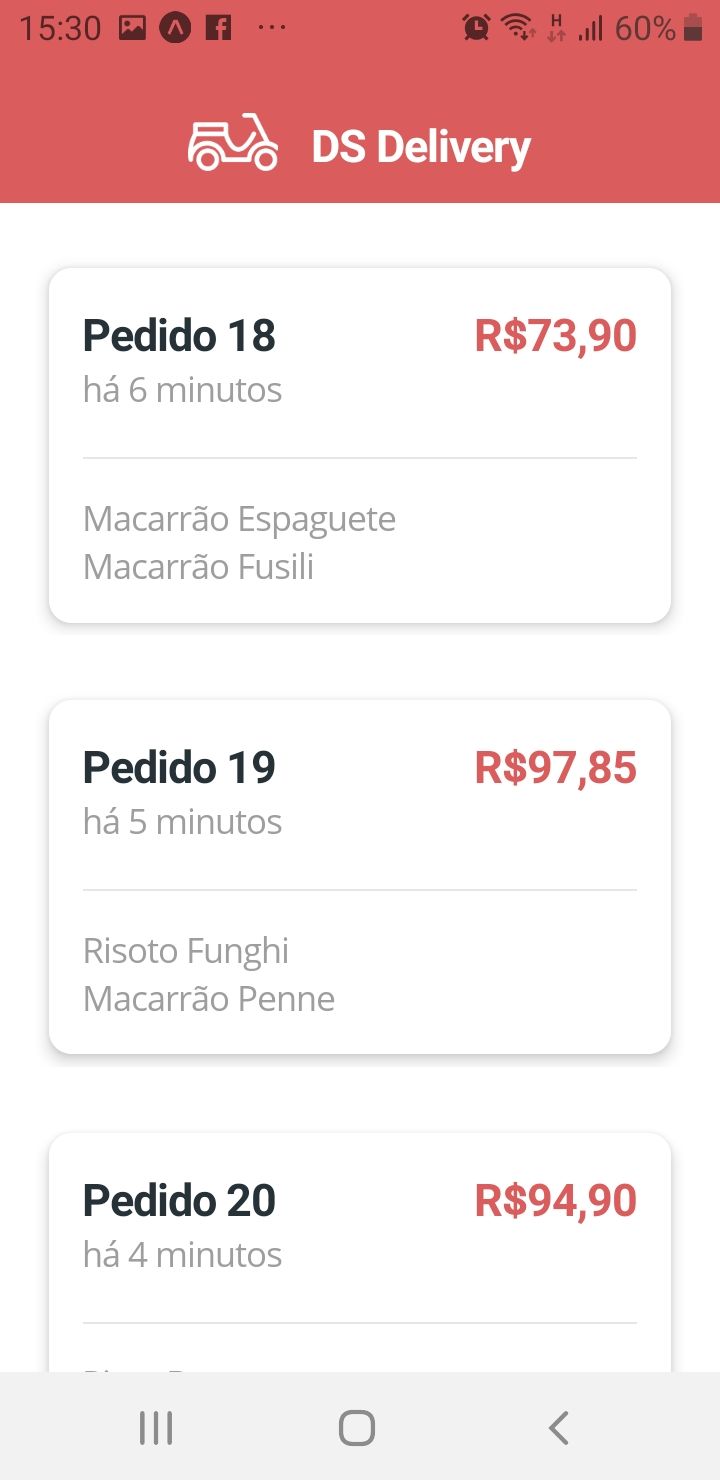 15:30
H
60%
DS Delivery
Pedido 18 R$73,90
há 6 minutos
Macarrão Espaguete
Macarrão Fusili
Pedido 19 R$97,85
há 5 minutos
Risoto Funghi
Macarrão Penne
Pedido 20 R$94,90
há 4 minutos